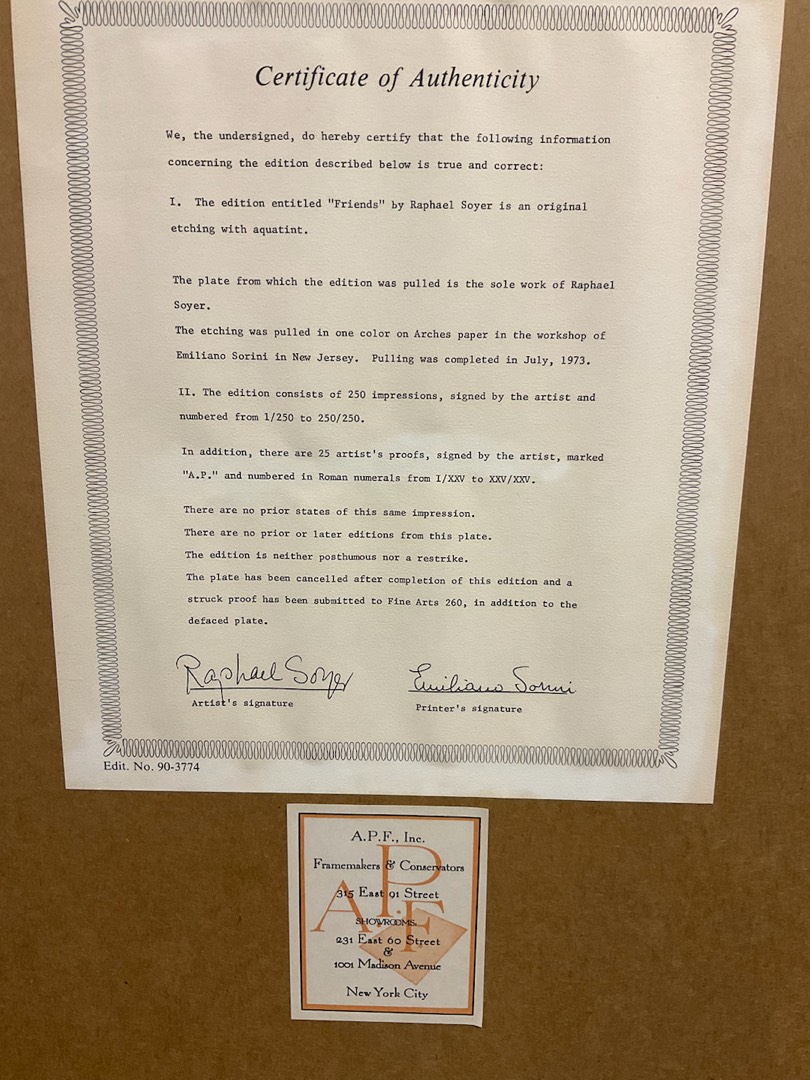 Certificate of Authenticity
We, the undersigned, do hereby certify that the following information
concerning the edition described below is true and correct:
I. The edition entitled "Friends" by Raphael Soyer is an original
etching with aquatint.
The plate from which the edition was pulled is the sole work of Raphael
Soyer.
The etching was pulled in one color on Arches paper in the workshop of
Emiliano Sorini in New Jersey. Pulling was completed in July, 1973.
II. The edition consists of 250 impressions, signed by the artist and
numbered from 1/250 to 250/250.
In addition, there are 25 artist's proofs, signed by the artist, marked
"A.P." and numbered in Roman numerals from I/XXV to XXV/XXV.
There are no prior states of this same impression.
There are no prior or later editions from this plate.
The edition is neither posthumous nor a restrike.
The plate has been cancelled after completion of this edition and a
struck proof has been submitted to Fine Arts 260, in addition to the
defaced plate.
Raphael Soyer Emiliano Sorini
Artist's signature Printer's signature
Edit. No. 90-3774
A.P.F., Inc.
Framemakers & Conservators
315 East 91 Street
SHOWROOMS:
231 East 60 Street
&
1001 Madison Avenue
New York City
A P F